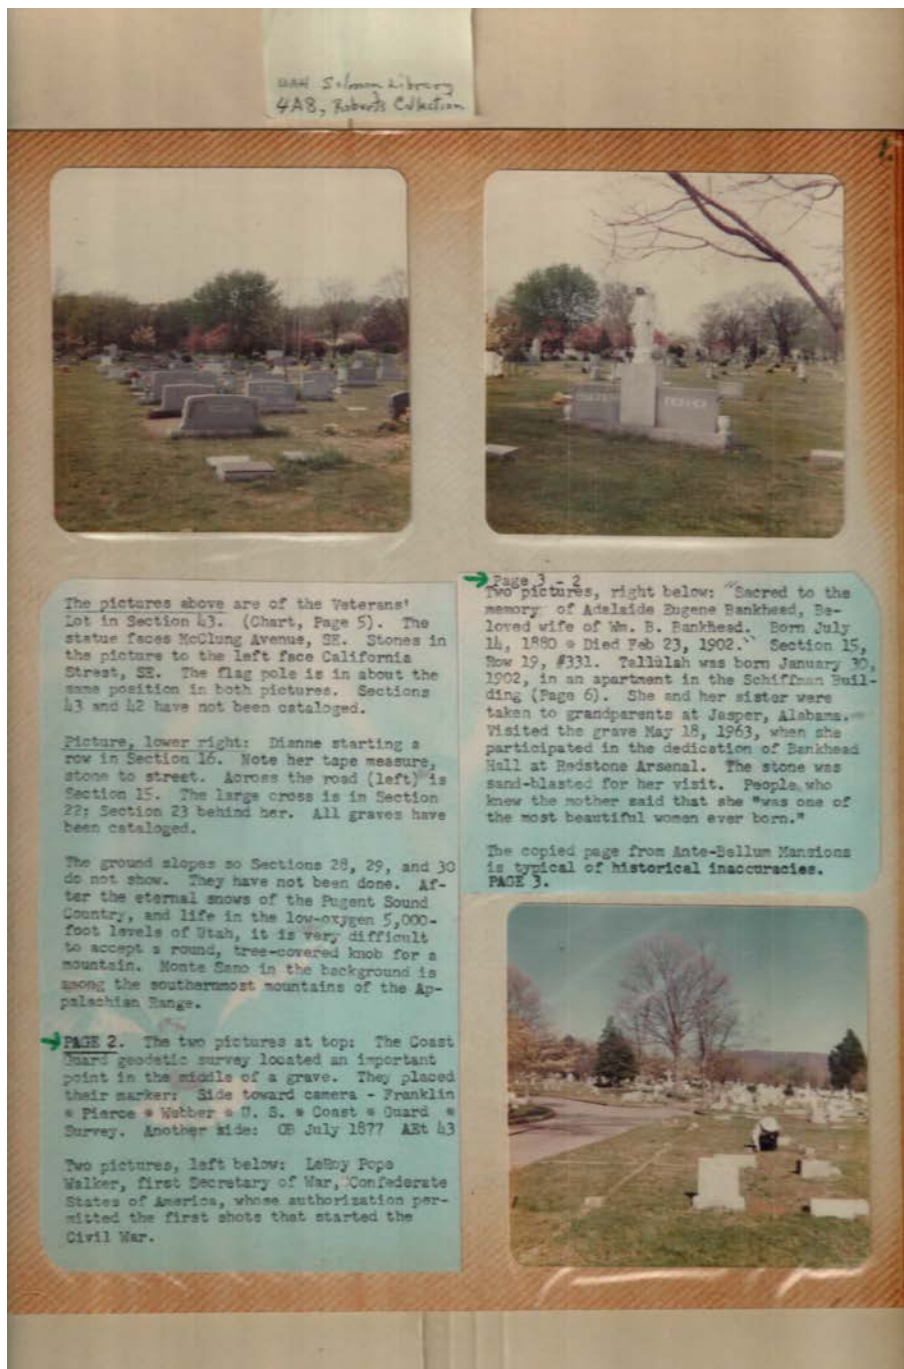 UAH Salmon Library
4A8, Roberts Collection
1.
The pictures above are of the Veterans'
Lot in Section 43. (Chart, Page 5). The
statue faces McClung Avenue, SE. Stones in
the picture to the left face California
Street, SE. The flag pole is in about the
same position in both pictures. Sections
43 and 42 have not been cataloged.
Picture, lower right: Dianne starting a
row in Section 16. Note her tape measure,
stone to street. Across the road (left) is
Section 15. The large cross is in Section
22; Section 23 behind her. All graves have
been cataloged.
The ground slopes so Sections 28, 29, and 30
do not show. They have not been done. Af-
ter the eternal snows of the Pugent Sound
Country, and life in the low-oxygen 5,000-
foot levels of Utah, it is very difficult
to accept a round, tree-covered knob for a
mountain. Monte Sano in the background is
among the southernmost mountains of the Ap-
palachian Range.
→ PAGE 2. The two pictures at top: The Coast
Guard geodetic survey located an important
point in the middle of a grave. They placed
their marker: Side toward camera - Franklin
* Pierce * Webber * U. S. * Coast * Guard *
Survey. Another side: OB July 1877 AEt 43
Two pictures, left below: LeRoy Pope
Walker, first Secretary of War, Confederate
States of America, whose authorization per-
mitted the first shots that started the
Civil War.
→ Page 3 - 2
Two pictures, right below: "Sacred to the
memory of Adelaide Eugene Bankhead, Be-
loved wife of Wm. B. Bankhead. Born July
14, 1880 * Died Feb 23, 1902." Section 15,
Row 19, #331. Tallulah was born January 30,
1902, in an apartment in the Schiffman Buil-
ding (Page 6). She and her sister were
taken to grandparents at Jasper, Alabama.
Visited the grave May 18, 1963, when she
participated in the dedication of Bankhead
Hall at Redstone Arsenal. The stone was
sand-blasted for her visit. People who
knew the mother said that she "was one of
the most beautiful women ever born."
The copied page from Ante-Bellum Mansions
is typical of historical inaccuracies.
PAGE 3.